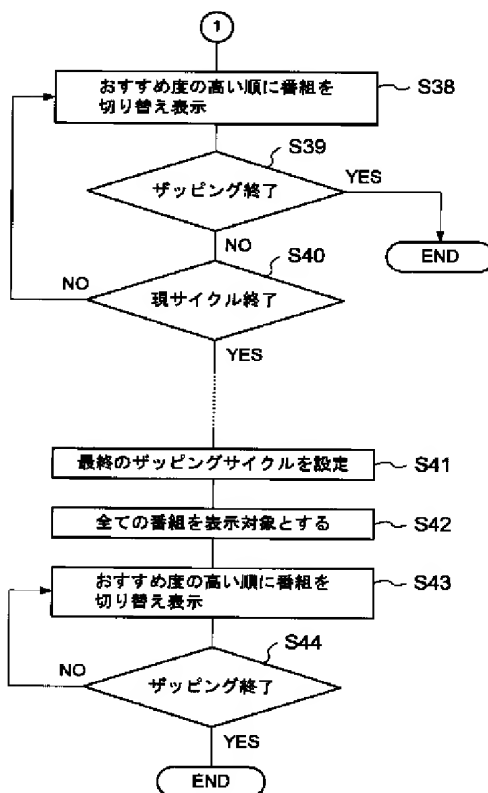 1
おすすめ度の高い順に番組を
切り替え表示
S38
S39
ザッピング終了
YES
END
NO
S40
NO
現サイクル終了
YES
最終のザッピングサイクルを設定
S41
全ての番組を表示対象とする
S42
おすすめ度の高い順に番組を
切り替え表示
S43
S44
NO
ザッピング終了
YES
END